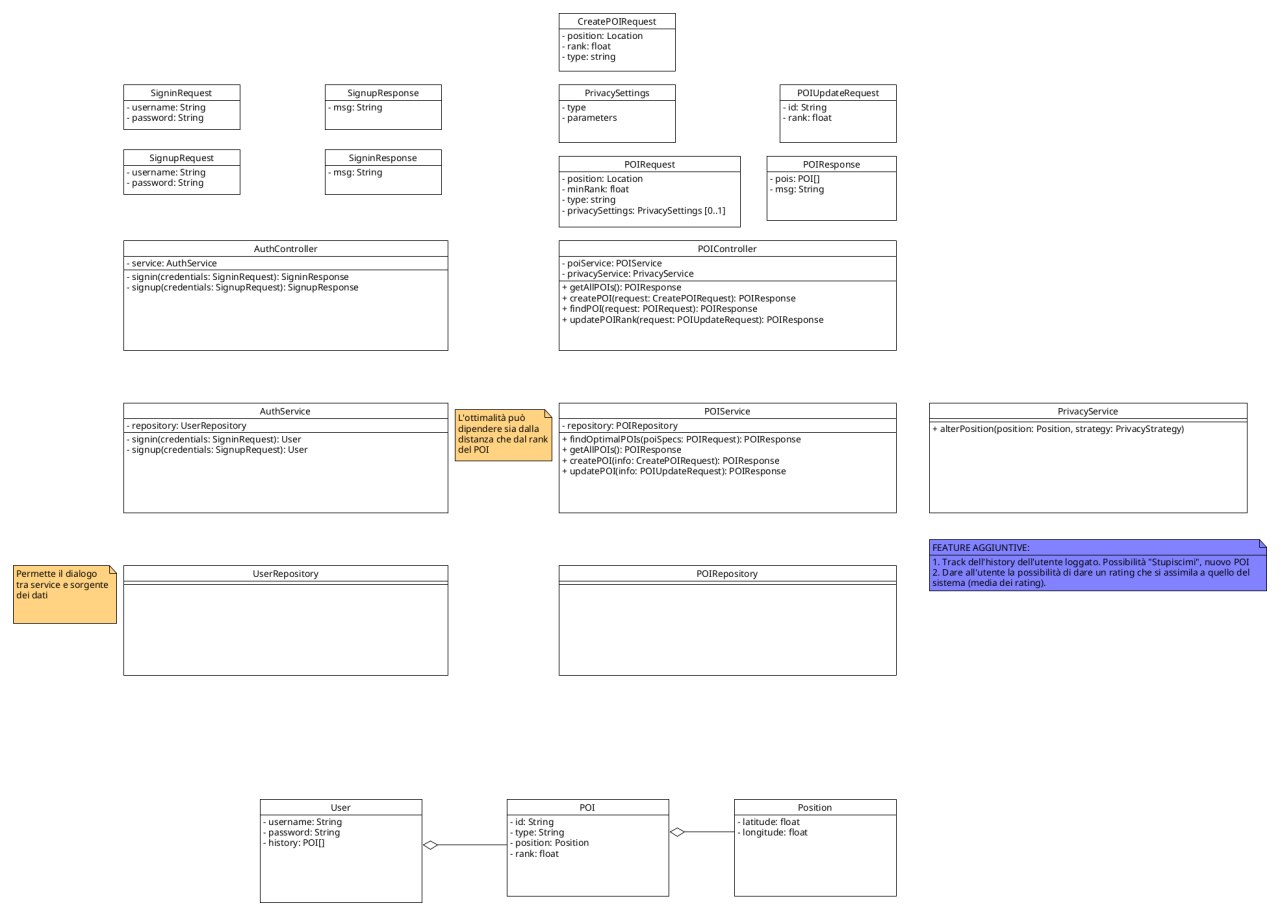 CreatePOIRequest
- position: Location
- rank: float
- type: string
SigninRequest
- username: String
- password: String
SignupResponse
- msg: String
PrivacySettings
- type
- parameters
POIUpdateRequest
- id: String
- rank: float
SignupRequest
- username: String
- password: String
SigninResponse
- msg: String
POIRequest
- position: Location
- minRank: float
- type: string
- privacySettings: PrivacySettings [0..1]
POIResponse
- pois: POI[]
- msg: String
AuthController
- service: AuthService
- signin(credentials: SigninRequest): SigninResponse
- signup(credentials: SignupRequest): SignupResponse
POIController
- poiService: POIService
- privacyService: PrivacyService
+ getAllPOIs(): POIResponse
+ createPOI(request: CreatePOIRequest): POIResponse
+ findPOI(request: POIRequest): POIResponse
+ updatePOIRank(request: POIUpdateRequest): POIResponse
AuthService
- repository: UserRepository
- signin(credentials: SigninRequest): User
- signup(credentials: SignupRequest): User
L'ottimalità può
dipendere sia dalla
distanza che dal rank
del POI
POIService
- repository: POIRepository
+ findOptimalPOIs(poiSpecs: POIRequest): POIResponse
+ getAllPOIs(): POIResponse
+ createPOI(info: CreatePOIRequest): POIResponse
+ updatePOI(info: POIUpdateRequest): POIResponse
PrivacyService
+ alterPosition(position: Position, strategy: PrivacyStrategy)
FEATURE AGGIUNTIVE:
1. Track dell'history dell'utente loggato. Possibilità "Stupiscimi", nuovo POI
2. Dare all'utente la possibilità di dare un rating che si assimila a quello del
sistema (media dei rating).
Permette il dialogo
tra service e sorgente
dei dati
UserRepository
POIRepository
User
- username: String
- password: String
- history: POI[]
POI
- id: String
- type: String
- position: Position
- rank: float
Position
- latitude: float
- longitude: float